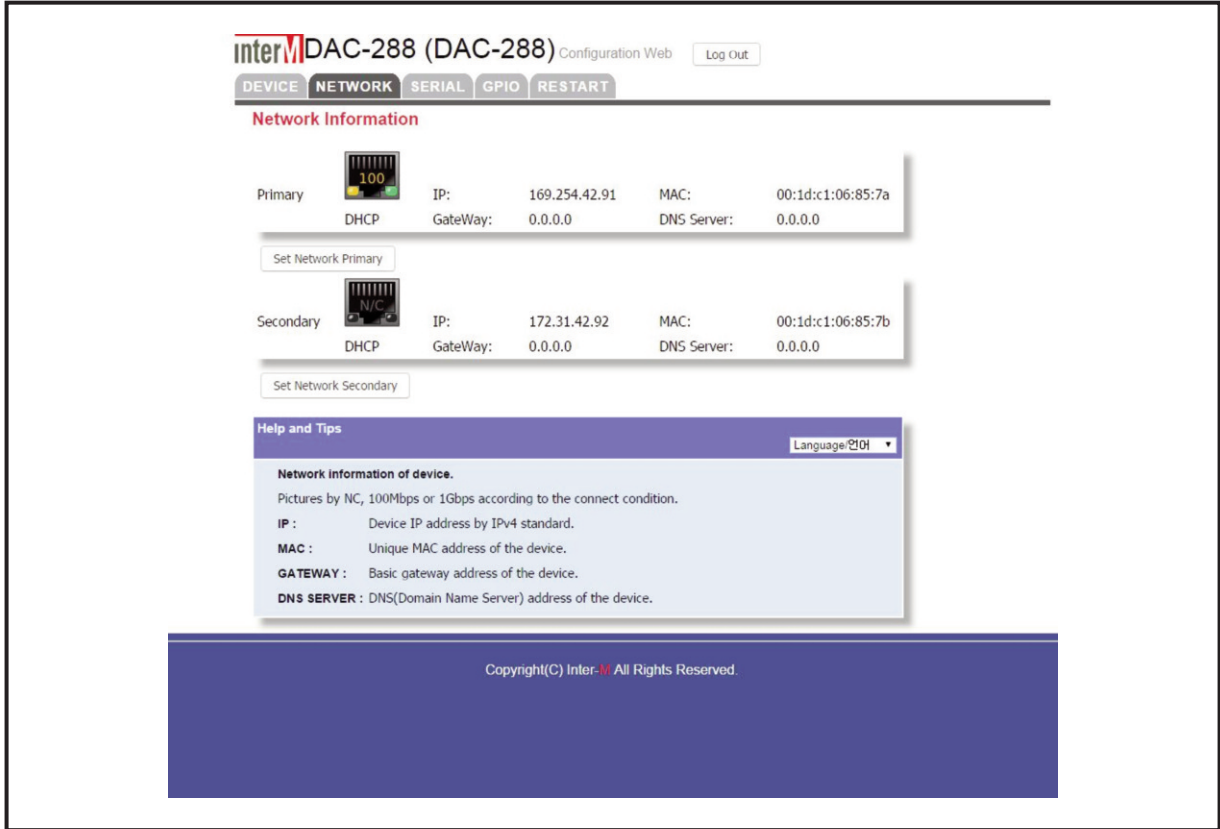 InterM DAC-288 (DAC-288) Configuration Web Log Out
DEVICE NETWORK SERIAL GPIO RESTART
Network Information
100
Primary IP: 169.254.42.91 MAC: 00:1d:c1:06:85:7a
DHCP GateWay: 0.0.0.0 DNS Server: 0.0.0.0
Set Network Primary
N/C
Secondary IP: 172.31.42.92 MAC: 00:1d:c1:06:85:7b
DHCP GateWay: 0.0.0.0 DNS Server: 0.0.0.0
Set Network Secondary
Help and Tips
Language/언어
Network information of device.
Pictures by NC, 100Mbps or 1Gbps according to the connect condition.
IP : Device IP address by IPv4 standard.
MAC : Unique MAC address of the device.
GATEWAY : Basic gateway address of the device.
DNS SERVER : DNS(Domain Name Server) address of the device.
Copyright(C) Inter-M All Rights Reserved.